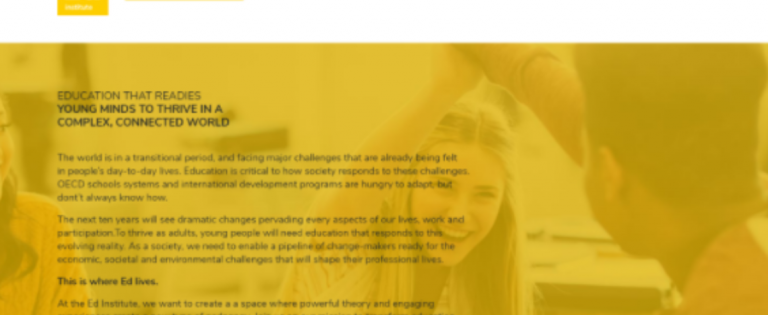 institute
EDUCATION THAT READIES
YOUNG MINDS TO THRIVE IN A
COMPLEX, CONNECTED WORLD
The world is in a transitional period, and facing major challenges that are already being felt
in people's day-to-day lives. Education is critical to how society responds to these challenges.
OECD schools systems and international development programs are hungry to adapt, but
dont't always know how.
The next ten years will see dramatic changes pervading every aspects of our lives, work and
participation.To thrive as adults, young people will need education that responds to this
evolving reality. As a society, we need to enable a pipeline of change-makers ready for the
economic, societal and environmental challenges that will shape their professional lives.
This is where Ed lives.
At the Ed Institute, we want to create a a space where powerful theory and engaging